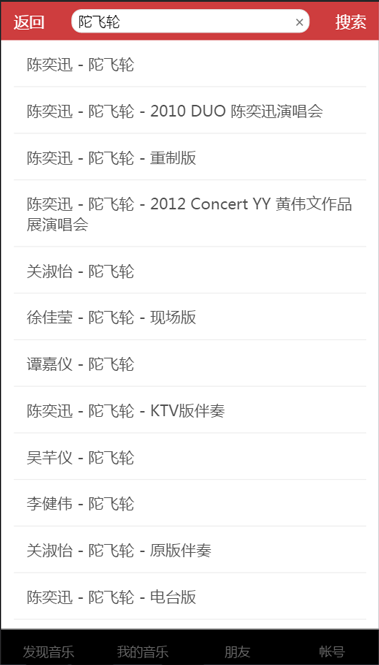 返回 陀飞轮 × 搜索
陈奕迅 - 陀飞轮
陈奕迅 - 陀飞轮 - 2010 DUO 陈奕迅演唱会
陈奕迅 - 陀飞轮 - 重制版
陈奕迅 - 陀飞轮 - 2012 Concert YY 黄伟文作品
展演唱会
关淑怡 - 陀飞轮
徐佳莹 - 陀飞轮 - 现场版
谭嘉仪 - 陀飞轮
陈奕迅 - 陀飞轮 - KTV版伴奏
吴芊仪 - 陀飞轮
李健伟 - 陀飞轮
关淑怡 - 陀飞轮 - 原版伴奏
陈奕迅 - 陀飞轮 - 电台版
发现音乐 我的音乐 朋友 帐号